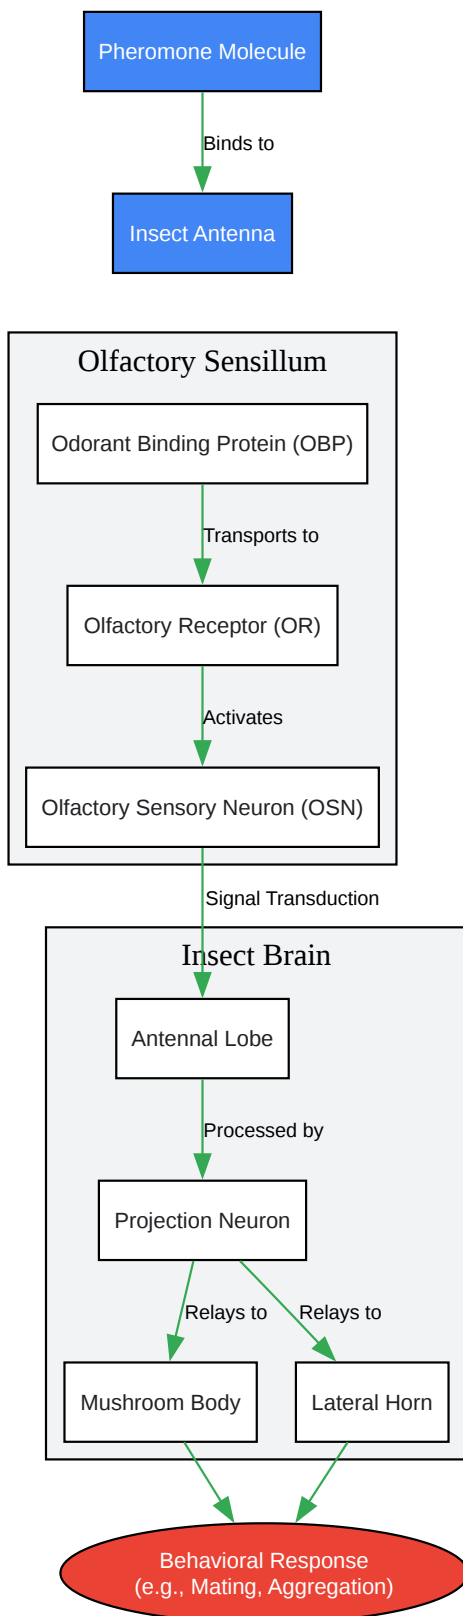 Pheromone Molecule
Binds to
Insect Antenna
Olfactory Sensillum
Odorant Binding Protein (OBP)
Transports to
Olfactory Receptor (OR)
Activates
Olfactory Sensory Neuron (OSN)
Signal Transduction
Insect Brain
Antennal Lobe
Processed by
Projection Neuron
Relays to
Relays to
Mushroom Body
Lateral Horn
Behavioral Response
(e.g., Mating, Aggregation)